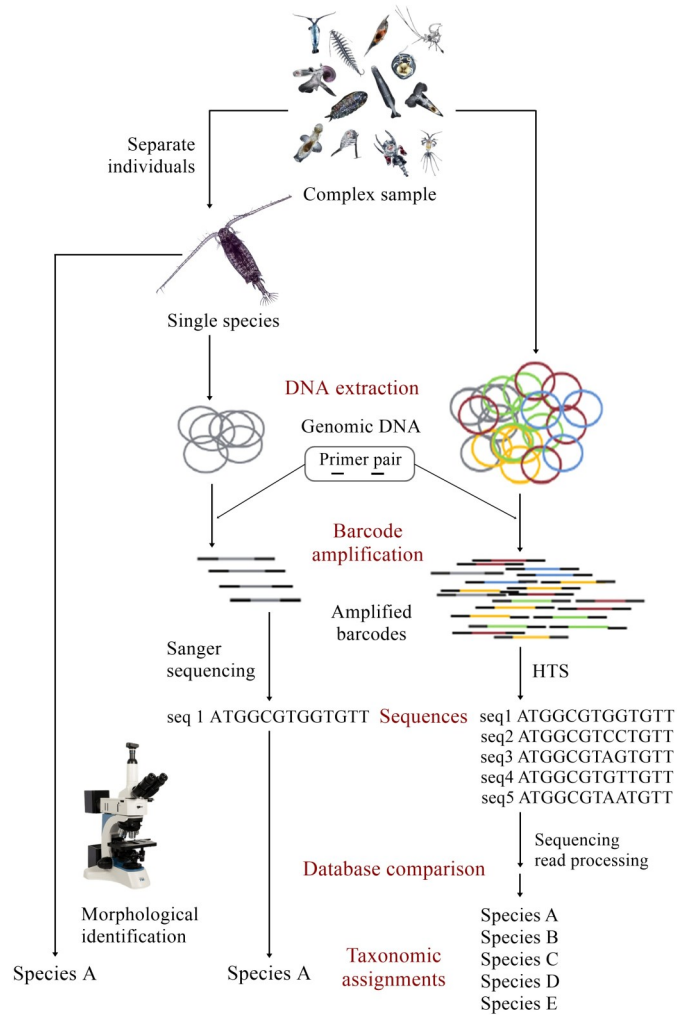 Separate
individuals
Complex sample
Single species
DNA extraction
Genomic DNA
Primer pair
Barcode
amplification
Amplified
barcodes
Sanger
sequencing
HTS
seq 1 ATGGCGTGGTGTT
Sequences
seq1 ATGGCGTGGTGTT
seq2 ATGGCGTCCTGTT
seq3 ATGGCGTAGTGTT
seq4 ATGGCGTGTTGTT
seq5 ATGGCGTAATGTT
Sequencing
read processing
Database comparison
Morphological
identification
Species A
Species B
Species C
Species D
Species E
Taxonomic
assignments
Species A
Species A